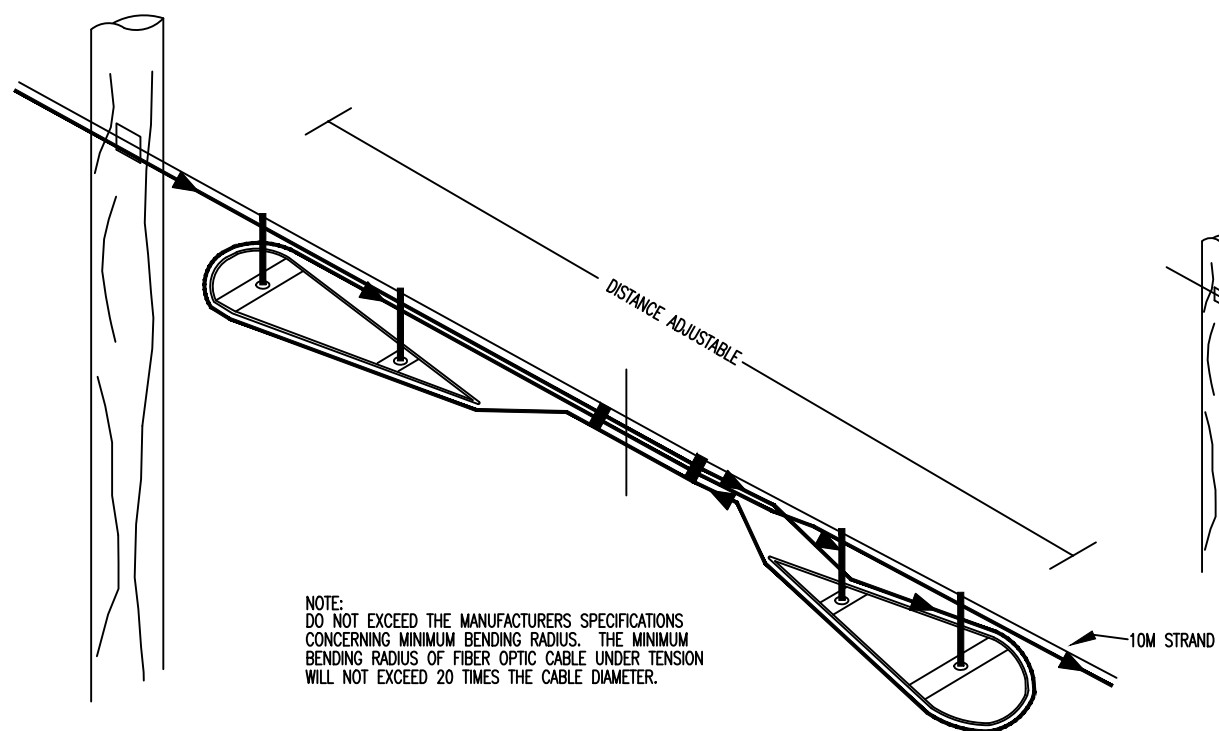 DISTANCE ADJUSTABLE
NOTE:
DO NOT EXCEED THE MANUFACTURERS SPECIFICATIONS
CONCERNING MINIMUM BENDING RADIUS. THE MINIMUM
BENDING RADIUS OF FIBER OPTIC CABLE UNDER TENSION
WILL NOT EXCEED 20 TIMES THE CABLE DIAMETER.
10M STRAND